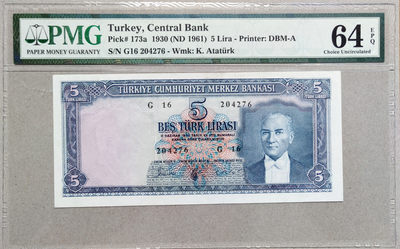 PMG
PAPER MONEY GUARANTY
Turkey, Central Bank
Pick# 173a 1930 (ND 1961) 5 Lira - Printer: DBM-A
S/N G16 204276 - Wmk: K. Atatürk
64 EPQ
Choice Uncirculated
TÜRKİYE CUMHURİYET MERKEZ BANKASI
5 5
G 16 5 204276
BEŞ TÜRK LİRASI
204276 G 16
5 5